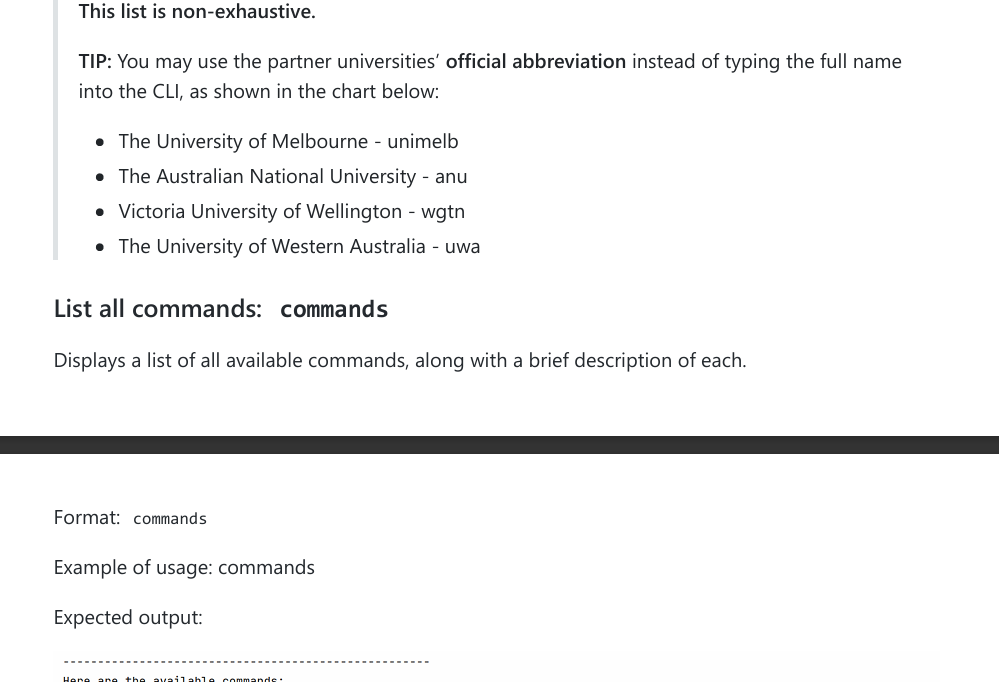 This list is non-exhaustive.
TIP: You may use the partner universities’ official abbreviation instead of typing the full name
into the CLI, as shown in the chart below:
• The University of Melbourne - unimelb
• The Australian National University - anu
• Victoria University of Wellington - wgtn
• The University of Western Australia - uwa
List all commands: commands
Displays a list of all available commands, along with a brief description of each.
Format: commands
Example of usage: commands
Expected output:
-----------------------------------------------------
Here are the available commands: